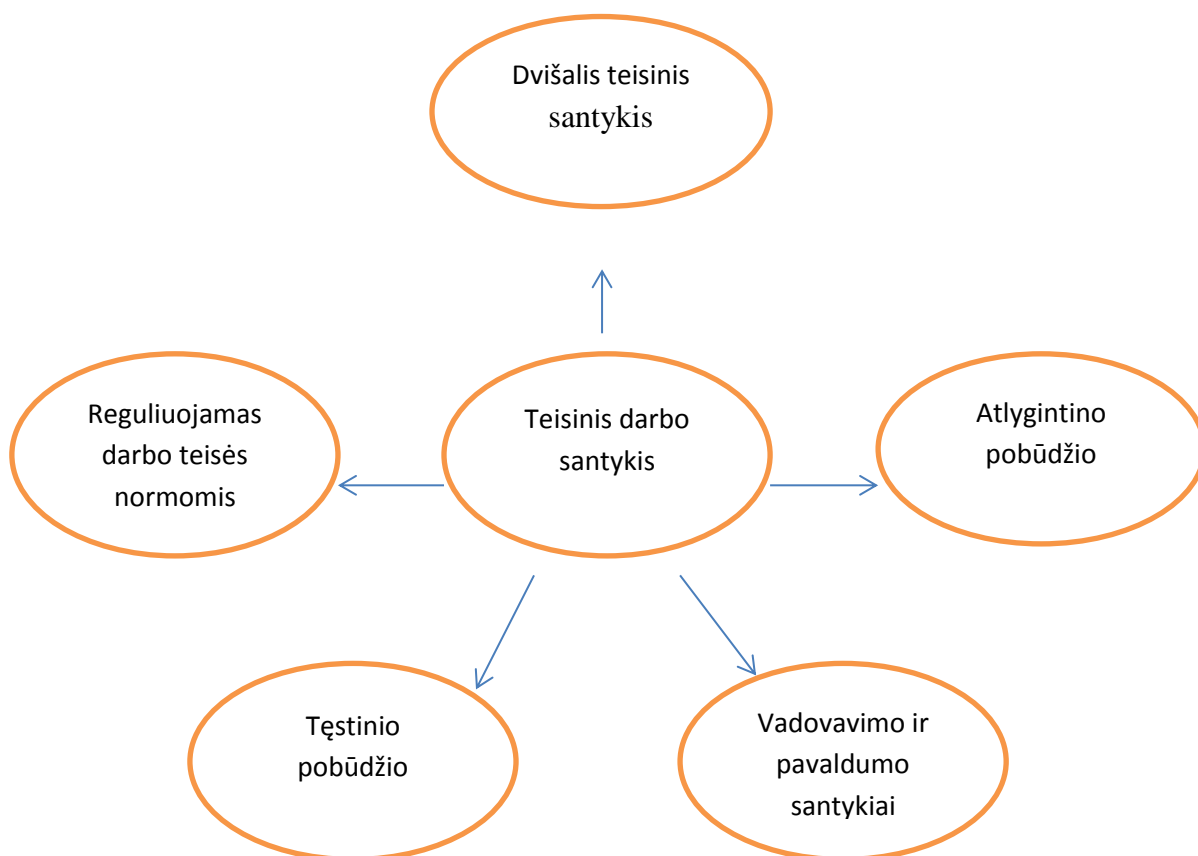 Dvišalis teisinis
santykis
Reguliuojamas
darbo teisės
normomis
Teisinis darbo
santykis
Atlygintino
pobūdžio
Tęstinio
pobūdžio
Vadovavimo ir
pavaldumo
santykiai